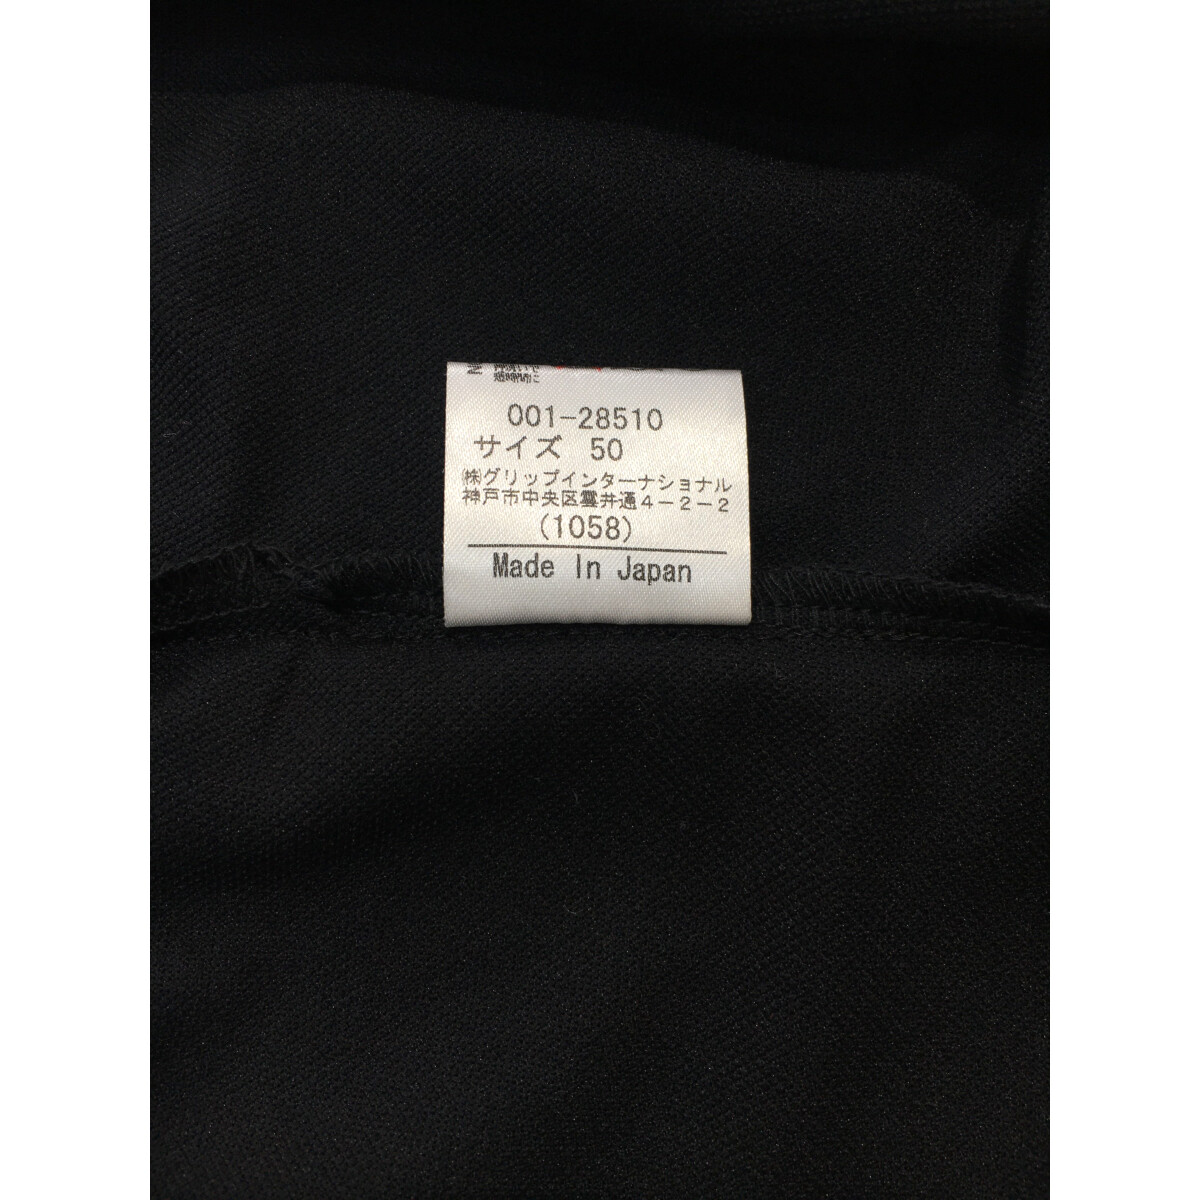 001-28510
サイズ 50
㈱グリップインターナショナル
神戸市中央区雲井通4-2-2
(1058)
Made In Japan